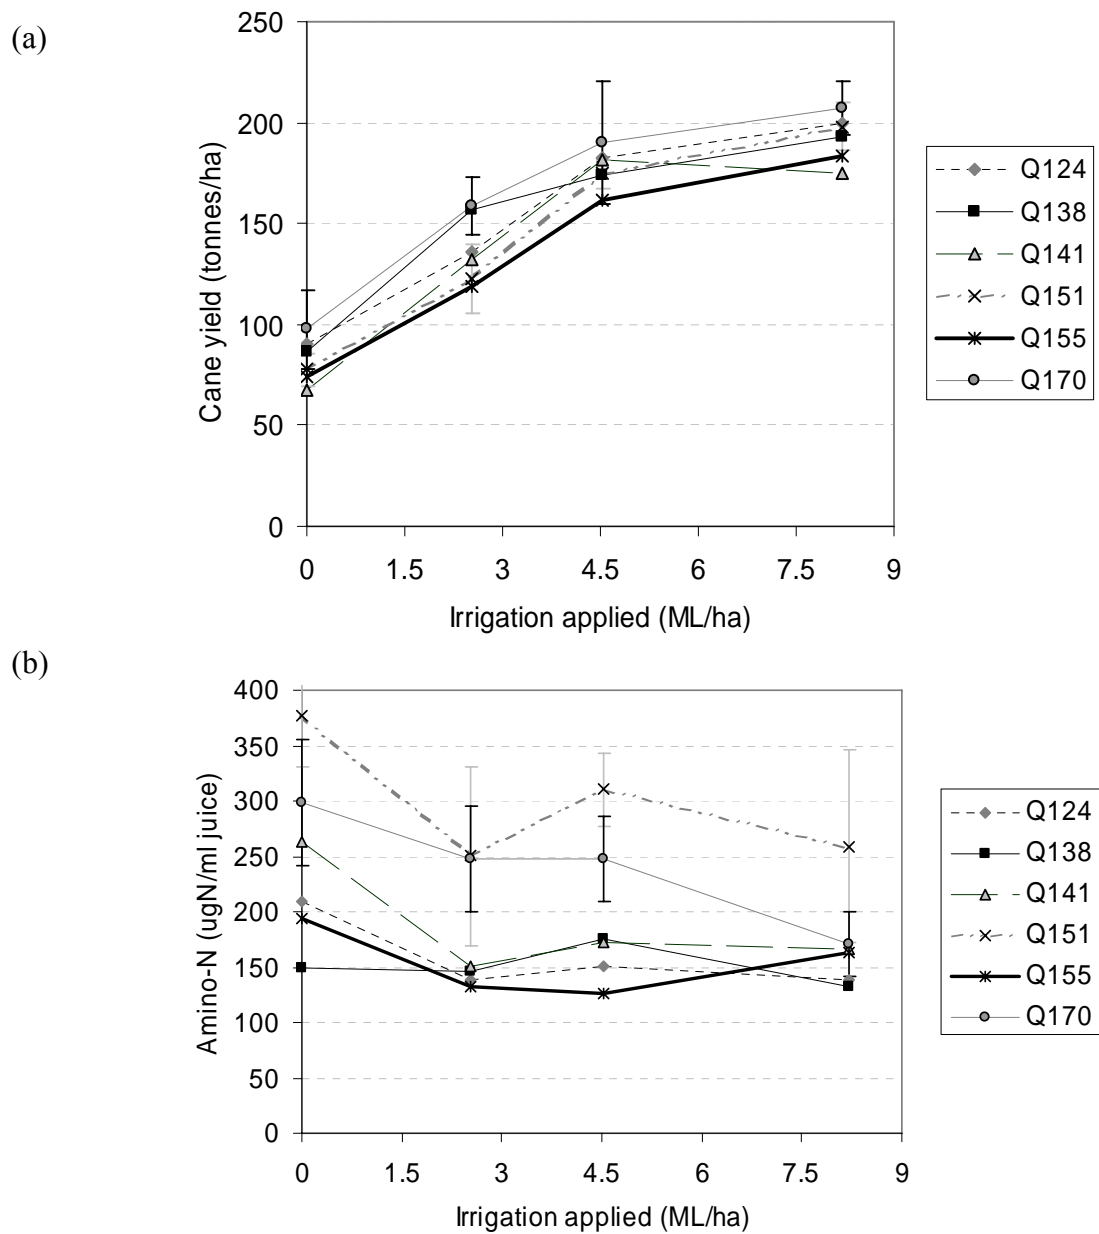 (a)
250
200
150
100
50
0
Cane yield (tonnes/ha)
0 1.5 3 4.5 6 7.5 9
Irrigation applied (ML/ha)
Q124
Q138
Q141
Q151
Q155
Q170
(b)
400
350
300
250
200
150
100
50
0
Amino-N (ugN/ml juice)
0 1.5 3 4.5 6 7.5 9
Irrigation applied (ML/ha)
Q124
Q138
Q141
Q151
Q155
Q170